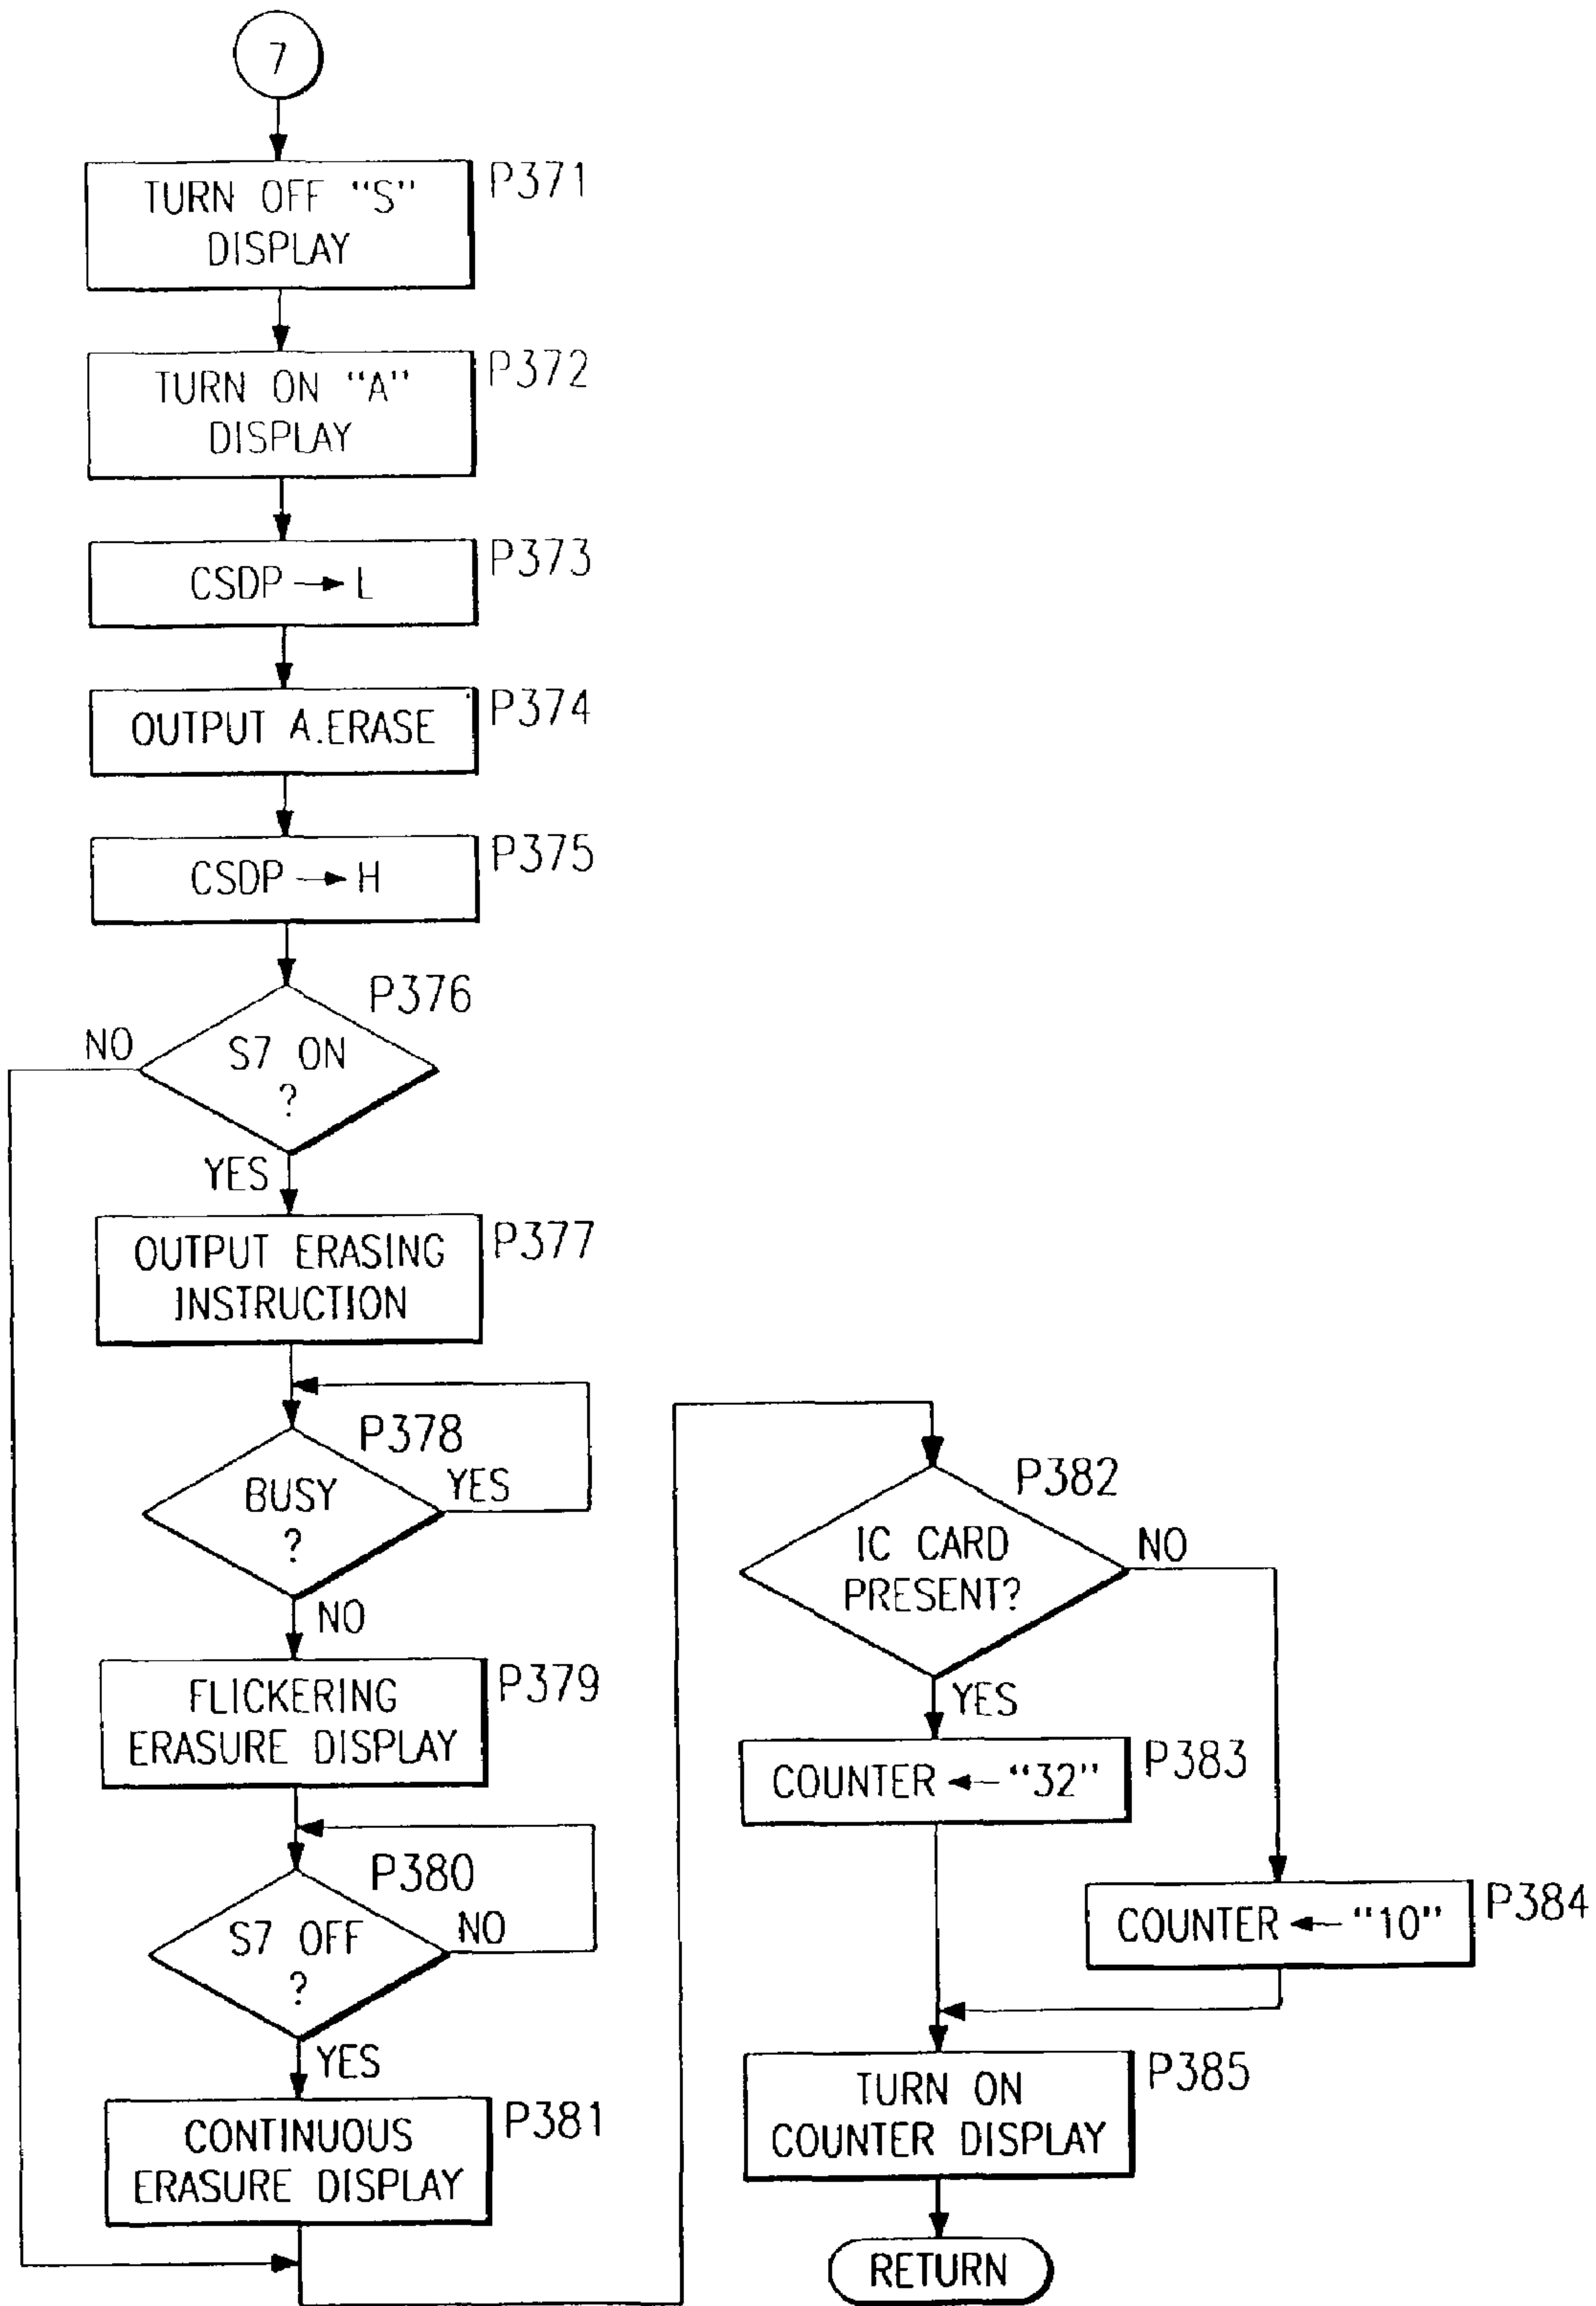 7
TURN OFF "S"
DISPLAY
P371
TURN ON "A"
DISPLAY
P372
CSDP → L
P373
OUTPUT A.ERASE
P374
CSDP → H
P375
P376
S7 ON
?
NO
YES
OUTPUT ERASING
INSTRUCTION
P377
P378
BUSY
?
YES
NO
FLICKERING
ERASURE DISPLAY
P379
P380
S7 OFF
?
NO
YES
CONTINUOUS
ERASURE DISPLAY
P381
P382
IC CARD
PRESENT?
NO
YES
COUNTER ← "32"
P383
COUNTER ← "10"
P384
TURN ON
COUNTER DISPLAY
P385
RETURN